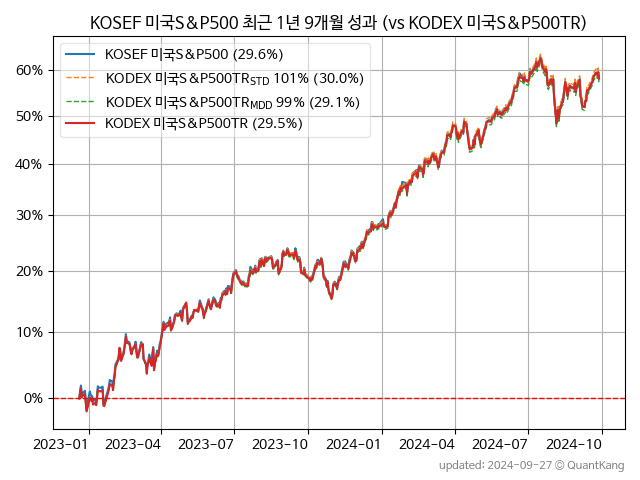 KOSEF 미국S&P500 최근 1년 9개월 성과 (vs KODEX 미국S&P500TR)
KOSEF 미국S&P500 (29.6%)
KODEX 미국S&P500TR STD 101% (30.0%)
KODEX 미국S&P500TR MDD 99% (29.1%)
KODEX 미국S&P500TR (29.5%)
60%
50%
40%
30%
20%
10%
0%
2023-01 2023-04 2023-07 2023-10 2024-01 2024-04 2024-07 2024-10
updated: 2024-09-27 © QuantKang